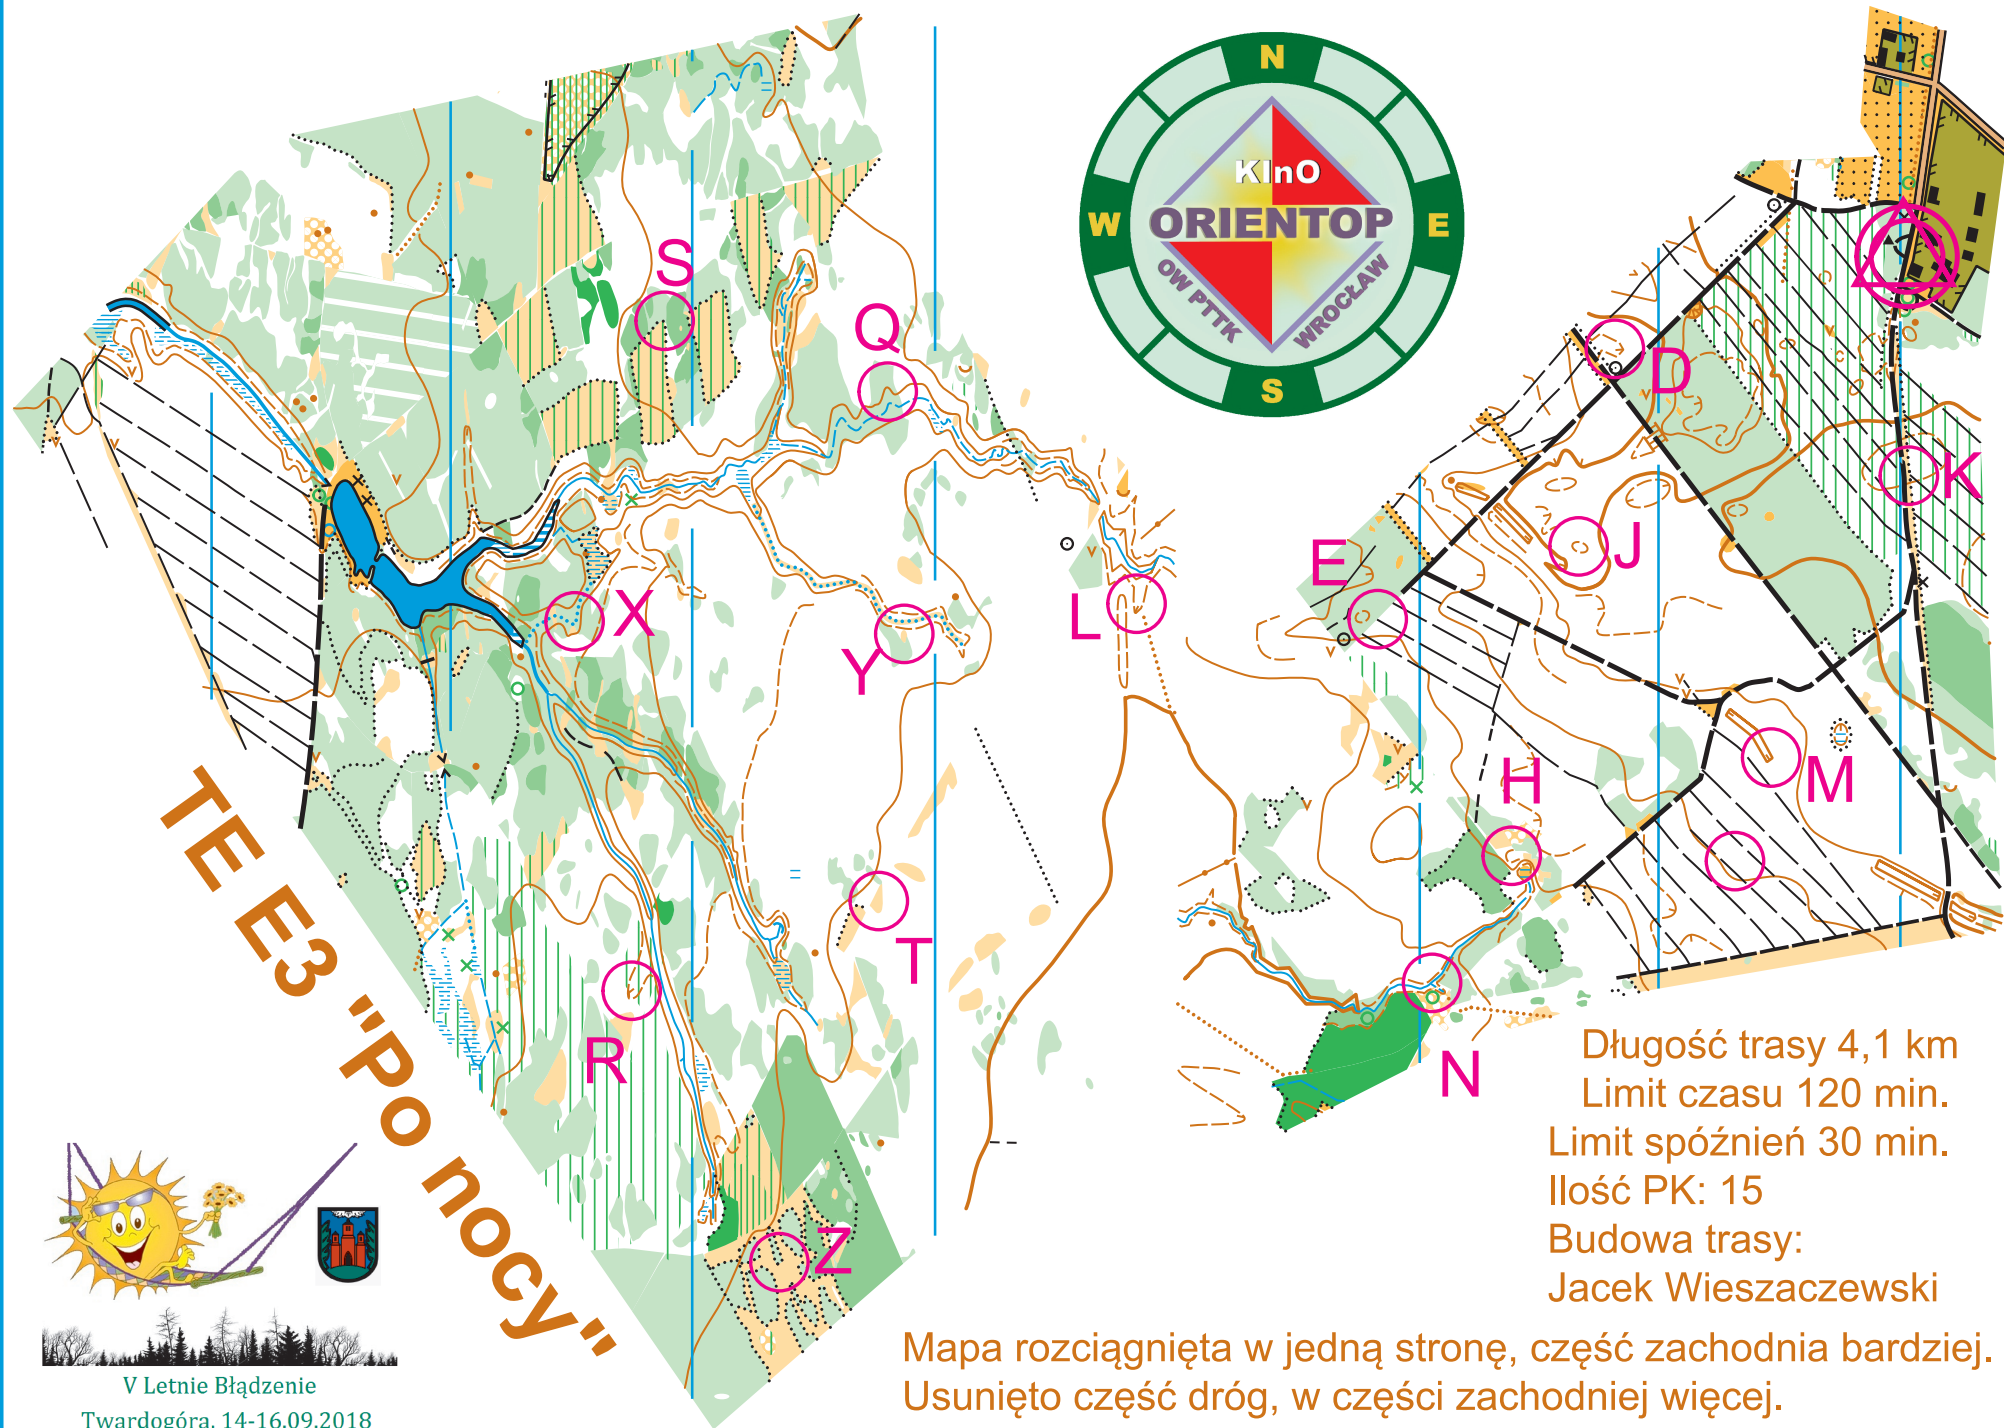 N
KInO
W
ORIENTOP
E
OW PTTK
WROCŁAW
S
S
Q
D
K
J
E
X
Y
L
M
H
T
R
N
Z
TE E3 "Po nocy"
Długość trasy 4,1 km
Limit czasu 120 min.
Limit spóźnień 30 min.
Ilość PK: 15
Budowa trasy:
Jacek Wieszaczewski
Mapa rozciągnięta w jedną stronę, część zachodnia bardziej.
Usunięto część dróg, w części zachodniej więcej.
V Letnie Błądzenie
Twardogóra, 14-16.09.2018